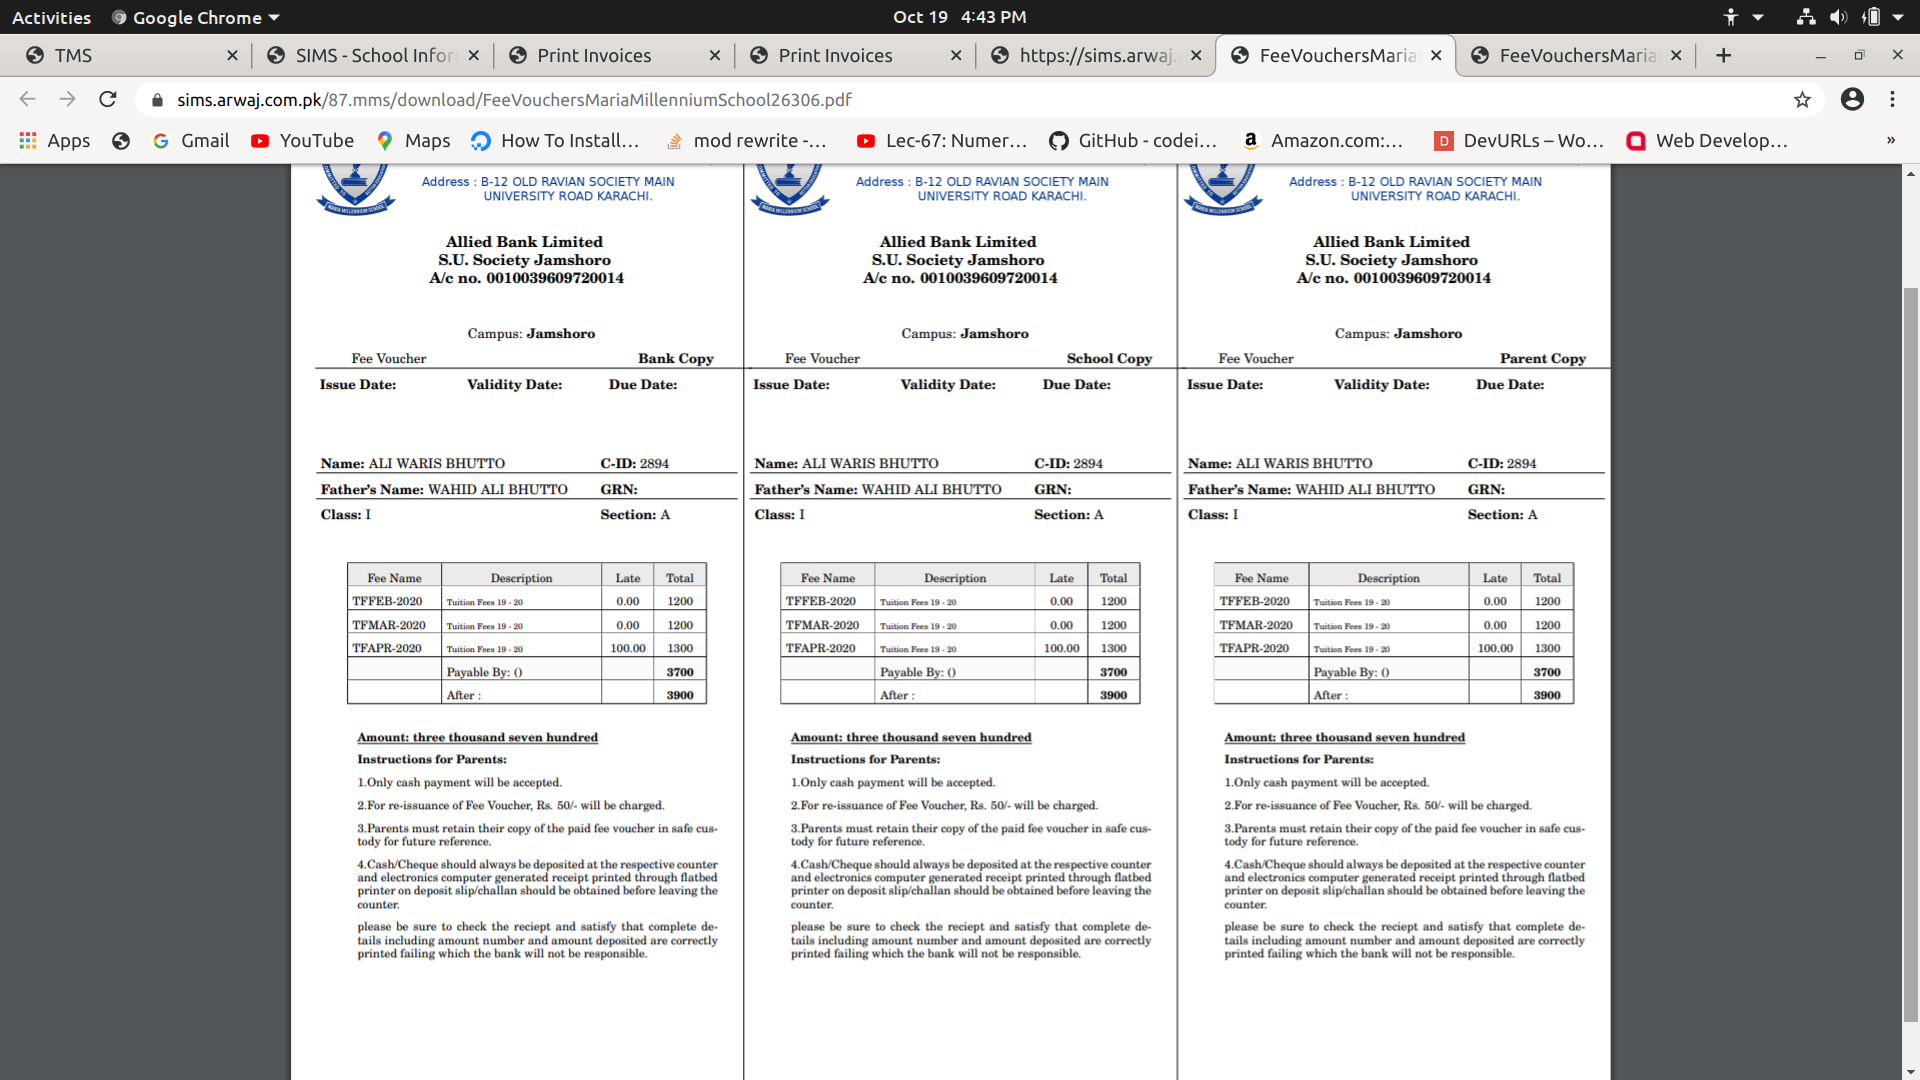 Activities Google Chrome Oct 19 4:43 PM
TMS SIMS - School Infor Print Invoices Print Invoices https://sims.arwaj. FeeVouchersMaria FeeVouchersMaria
sims.arwaj.com.pk/87.mms/download/FeeVouchersMariaMillenniumSchool26306.pdf
Apps Gmail YouTube Maps How To Install... mod rewrite -... Lec-67: Numer... GitHub - codei... Amazon.com:... DevURLs – Wo... Web Develop... »
MARIA MILLENNIUM SCHOOL
Address : B-12 OLD RAVIAN SOCIETY MAIN
UNIVERSITY ROAD KARACHI.
Allied Bank Limited
S.U. Society Jamshoro
A/c no. 0010039609720014
Campus: Jamshoro
Fee Voucher Bank Copy
Issue Date: Validity Date: Due Date:
Name: ALI WARIS BHUTTO C-ID: 2894
Father's Name: WAHID ALI BHUTTO GRN:
Class: I Section: A
Fee Name Description Late Total
TFFEB-2020 Tuition Fees 19 - 20 0.00 1200
TFMAR-2020 Tuition Fees 19 - 20 0.00 1200
TFAPR-2020 Tuition Fees 19 - 20 100.00 1300
Payable By: () 3700
After : 3900
Amount: three thousand seven hundred
Instructions for Parents:
1.Only cash payment will be accepted.
2.For re-issuance of Fee Voucher, Rs. 50/- will be charged.
3.Parents must retain their copy of the paid fee voucher in safe cus-
tody for future reference.
4.Cash/Cheque should always be deposited at the respective counter
and electronics computer generated receipt printed through flatbed
printer on deposit slip/challan should be obtained before leaving the
counter.
please be sure to check the reciept and satisfy that complete de-
tails including amount number and amount deposited are correctly
printed failing which the bank will not be responsible.
MARIA MILLENNIUM SCHOOL
Address : B-12 OLD RAVIAN SOCIETY MAIN
UNIVERSITY ROAD KARACHI.
Allied Bank Limited
S.U. Society Jamshoro
A/c no. 0010039609720014
Campus: Jamshoro
Fee Voucher School Copy
Issue Date: Validity Date: Due Date:
Name: ALI WARIS BHUTTO C-ID: 2894
Father's Name: WAHID ALI BHUTTO GRN:
Class: I Section: A
Fee Name Description Late Total
TFFEB-2020 Tuition Fees 19 - 20 0.00 1200
TFMAR-2020 Tuition Fees 19 - 20 0.00 1200
TFAPR-2020 Tuition Fees 19 - 20 100.00 1300
Payable By: () 3700
After : 3900
Amount: three thousand seven hundred
Instructions for Parents:
1.Only cash payment will be accepted.
2.For re-issuance of Fee Voucher, Rs. 50/- will be charged.
3.Parents must retain their copy of the paid fee voucher in safe cus-
tody for future reference.
4.Cash/Cheque should always be deposited at the respective counter
and electronics computer generated receipt printed through flatbed
printer on deposit slip/challan should be obtained before leaving the
counter.
please be sure to check the reciept and satisfy that complete de-
tails including amount number and amount deposited are correctly
printed failing which the bank will not be responsible.
MARIA MILLENNIUM SCHOOL
Address : B-12 OLD RAVIAN SOCIETY MAIN
UNIVERSITY ROAD KARACHI.
Allied Bank Limited
S.U. Society Jamshoro
A/c no. 0010039609720014
Campus: Jamshoro
Fee Voucher Parent Copy
Issue Date: Validity Date: Due Date:
Name: ALI WARIS BHUTTO C-ID: 2894
Father's Name: WAHID ALI BHUTTO GRN:
Class: I Section: A
Fee Name Description Late Total
TFFEB-2020 Tuition Fees 19 - 20 0.00 1200
TFMAR-2020 Tuition Fees 19 - 20 0.00 1200
TFAPR-2020 Tuition Fees 19 - 20 100.00 1300
Payable By: () 3700
After : 3900
Amount: three thousand seven hundred
Instructions for Parents:
1.Only cash payment will be accepted.
2.For re-issuance of Fee Voucher, Rs. 50/- will be charged.
3.Parents must retain their copy of the paid fee voucher in safe cus-
tody for future reference.
4.Cash/Cheque should always be deposited at the respective counter
and electronics computer generated receipt printed through flatbed
printer on deposit slip/challan should be obtained before leaving the
counter.
please be sure to check the reciept and satisfy that complete de-
tails including amount number and amount deposited are correctly
printed failing which the bank will not be responsible.